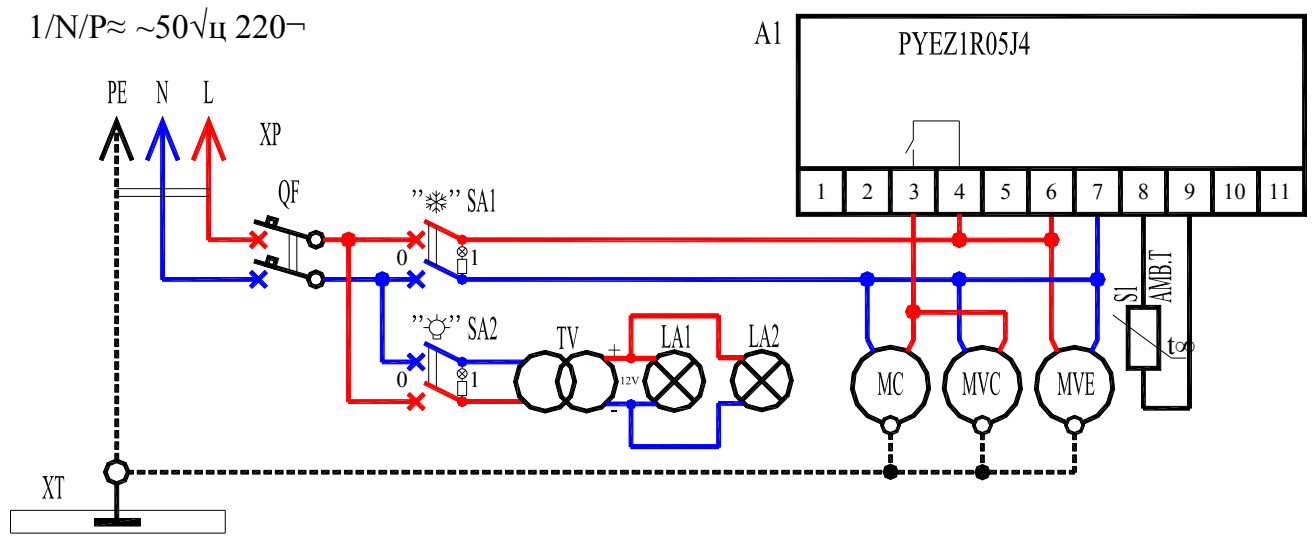 1/N/P≈ ~50√ц 220¬
A1
PYEZ1R05J4
PE N L
XP
QF
1 2 3 4 5 6 7 8 9 10 11
”❄” SA1
0 1
S1
AMB.T
t∞
”☼” SA2
0 1
TV
+
12V
-
LA1
LA2
MC
MVC
MVE
XT